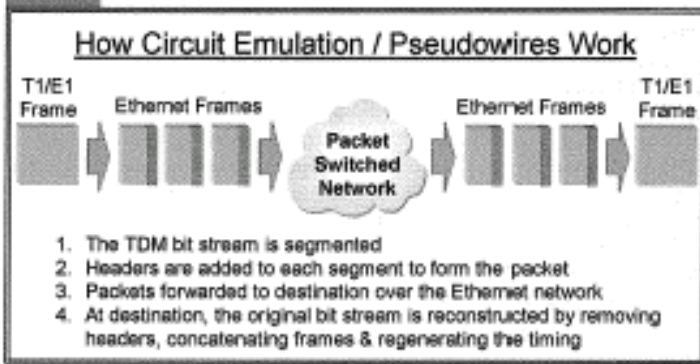 How Circuit Emulation / Pseudowires Work
T1/E1
Frame
Ethernet Frames
Packet
Switched
Network
Ethernet Frames
T1/E1
Frame
1. The TDM bit stream is segmented
2. Headers are added to each segment to form the packet
3. Packets forwarded to destination over the Ethernet network
4. At destination, the original bit stream is reconstructed by removing
headers, concatenating frames & regenerating the timing